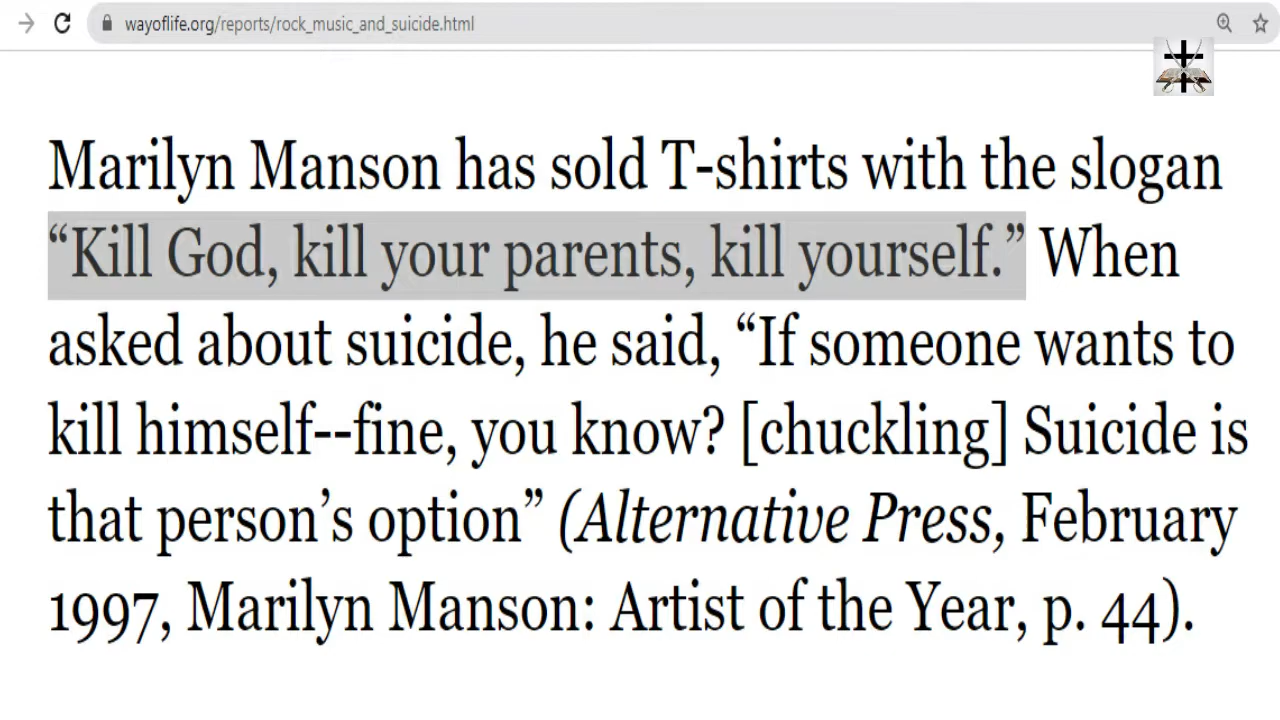 wayoflife.org/reports/rock_music_and_suicide.html
Marilyn Manson has sold T-shirts with the slogan
“Kill God, kill your parents, kill yourself.” When
asked about suicide, he said, “If someone wants to
kill himself--fine, you know? [chuckling] Suicide is
that person’s option” (Alternative Press, February
1997, Marilyn Manson: Artist of the Year, p. 44).